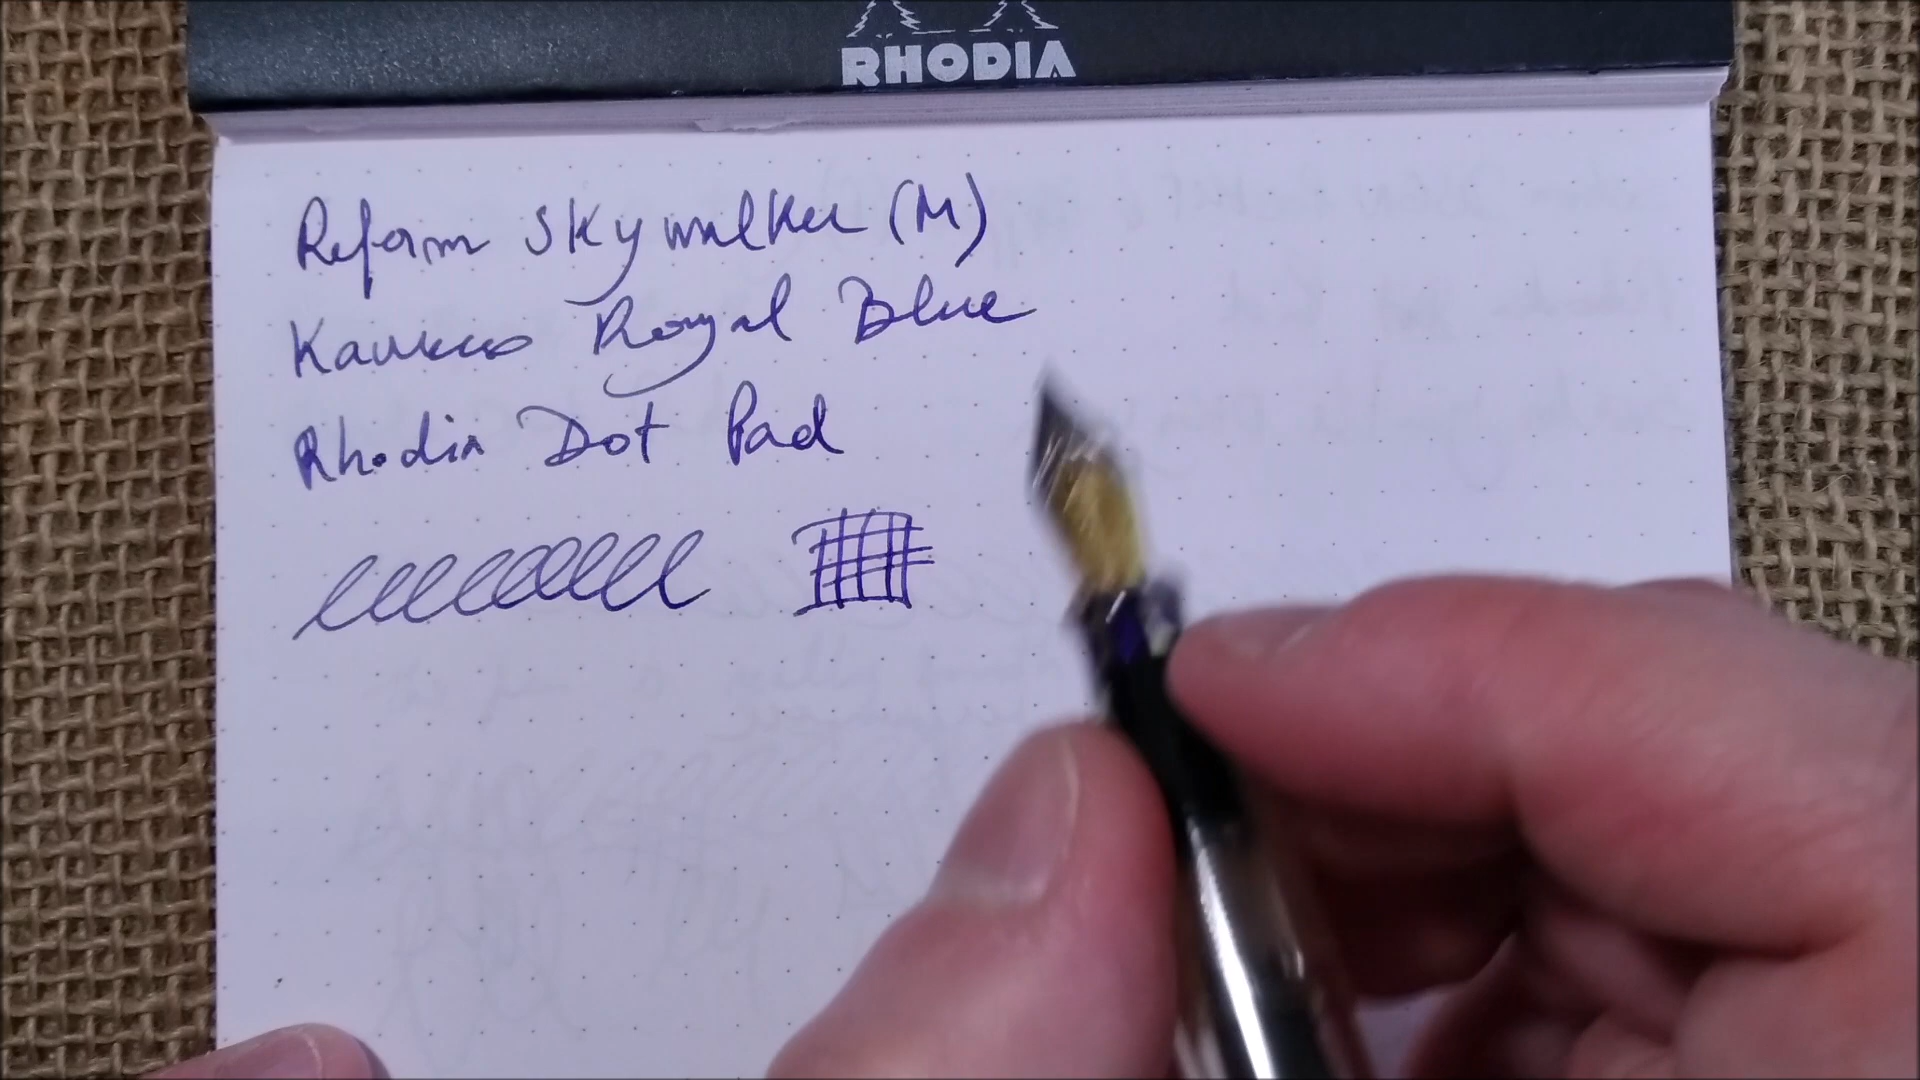 RHODIA
Reform Skywalker (M)
Kaweco Royal Blue
Rhodia Dot Pad